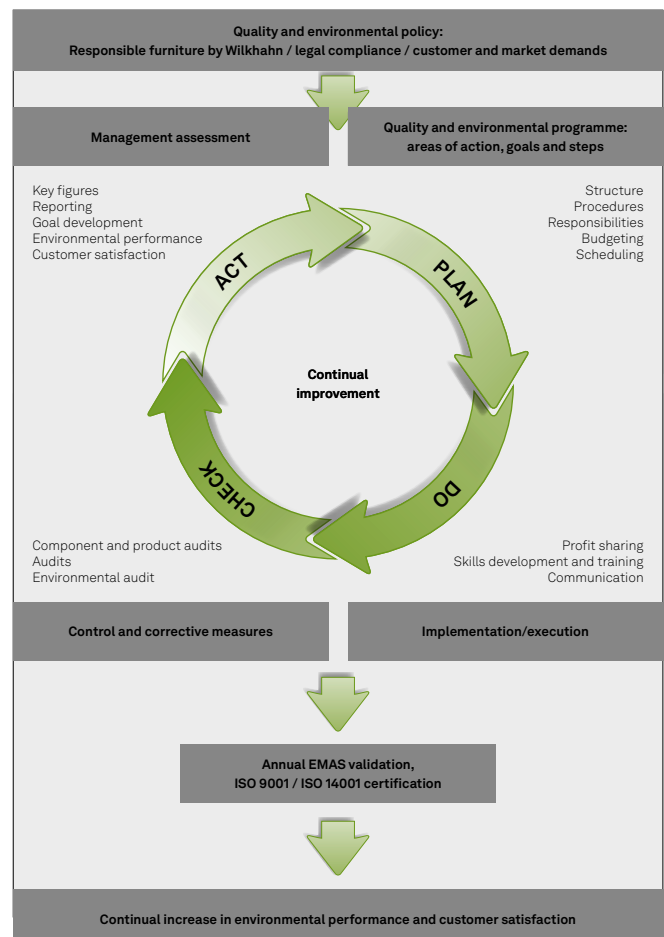 Quality and environmental policy:
Responsible furniture by Wilkhahn / legal compliance / customer and market demands
Management assessment
Quality and environmental programme:
areas of action, goals and steps
Key figures
Reporting
Goal development
Environmental performance
Customer satisfaction
Structure
Procedures
Responsibilities
Budgeting
Scheduling
ACT
PLAN
Continual
improvement
CHECK
DO
Component and product audits
Audits
Environmental audit
Profit sharing
Skills development and training
Communication
Control and corrective measures
Implementation/execution
Annual EMAS validation,
ISO 9001 / ISO 14001 certification
Continual increase in environmental performance and customer satisfaction